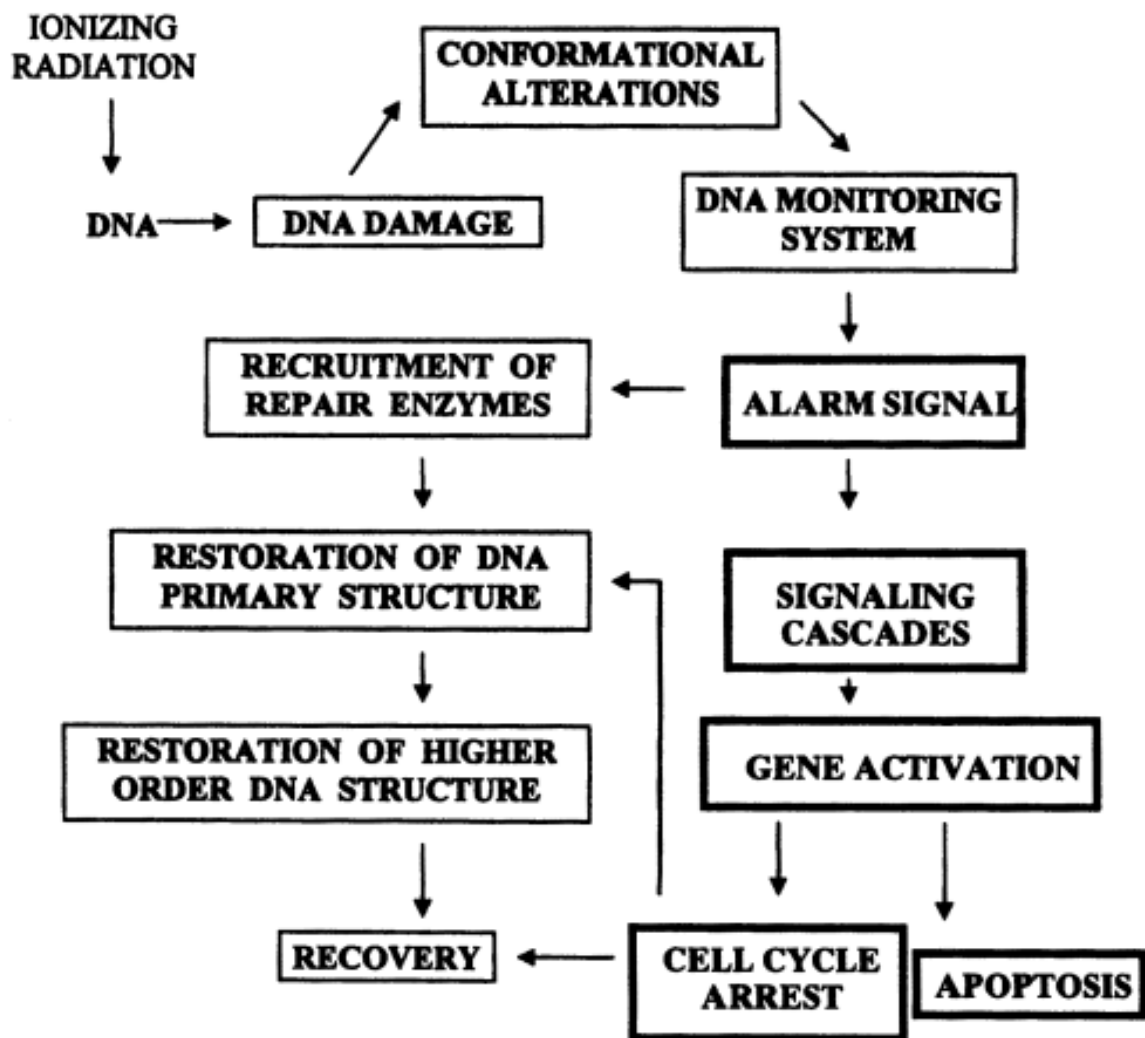 IONIZING
RADIATION
CONFORMATIONAL
ALTERATIONS
DNA
DNA DAMAGE
DNA MONITORING
SYSTEM
RECRUITMENT OF
REPAIR ENZYMES
ALARM SIGNAL
RESTORATION OF DNA
PRIMARY STRUCTURE
SIGNALING
CASCADES
RESTORATION OF HIGHER
ORDER DNA STRUCTURE
GENE ACTIVATION
RECOVERY
CELL CYCLE
ARREST
APOPTOSIS